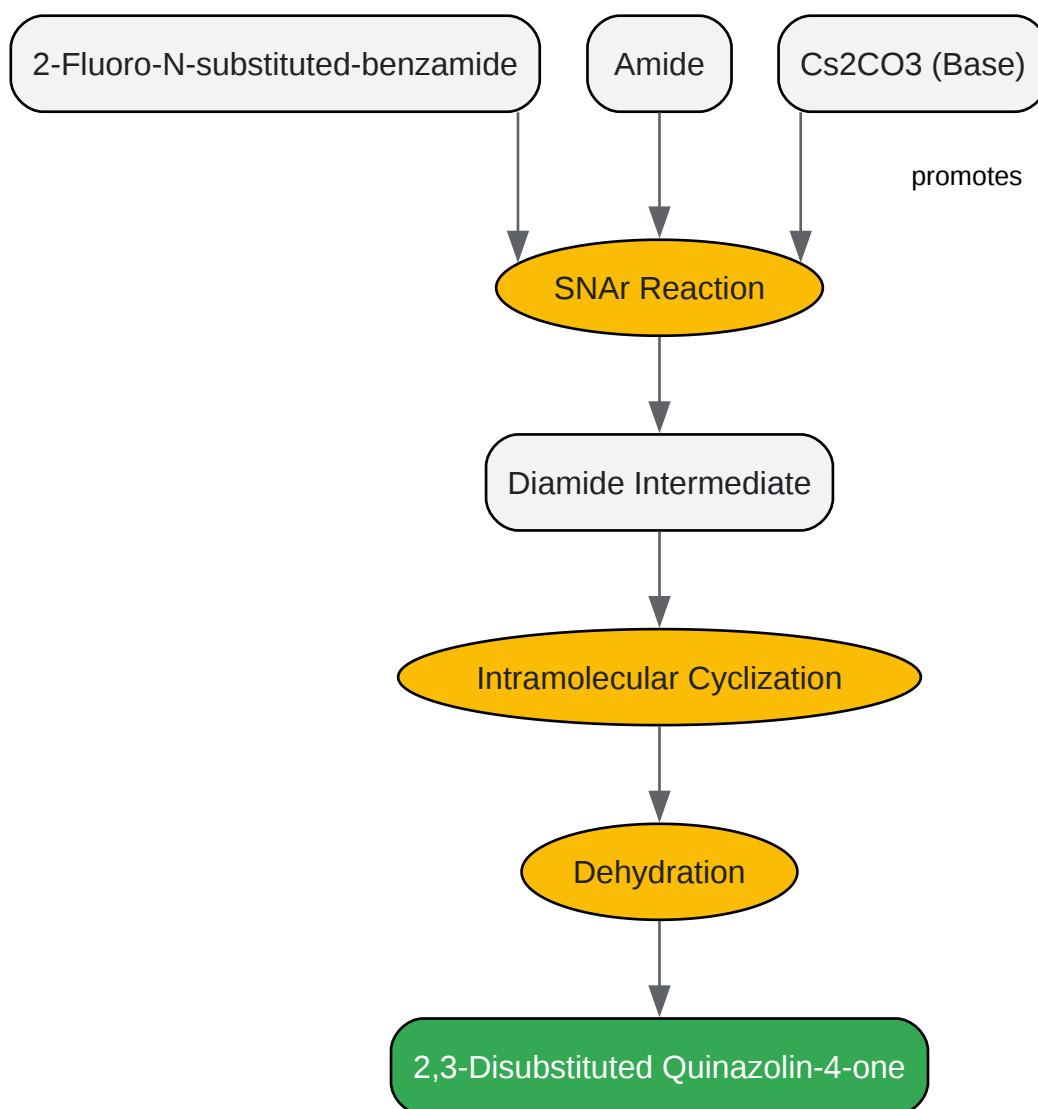 2-Fluoro-N-substituted-benzamide
Amide
Cs2CO3 (Base)
promotes
SNAr Reaction
Diamide Intermediate
Intramolecular Cyclization
Dehydration
2,3-Disubstituted Quinazolin-4-one